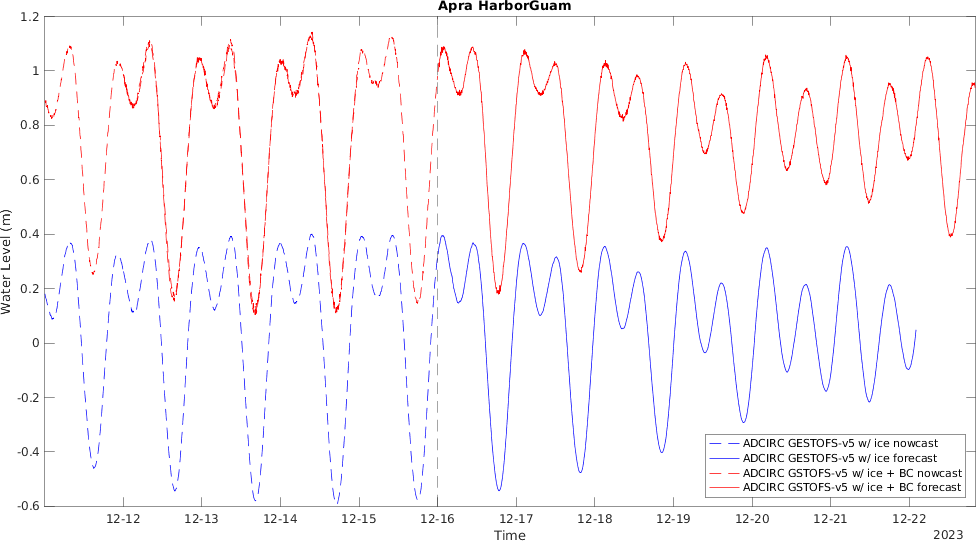 Apra HarborGuam
1.2
1
0.8
0.6
0.4
0.2
0
-0.2
-0.4
-0.6
Water Level (m)
ADCIRC GESTOFS-v5 w/ ice nowcast
ADCIRC GESTOFS-v5 w/ ice forecast
ADCIRC GSTOFS-v5 w/ ice + BC nowcast
ADCIRC GSTOFS-v5 w/ ice + BC forecast
12-12 12-13 12-14 12-15 12-16 12-17 12-18 12-19 12-20 12-21 12-22
Time
2023